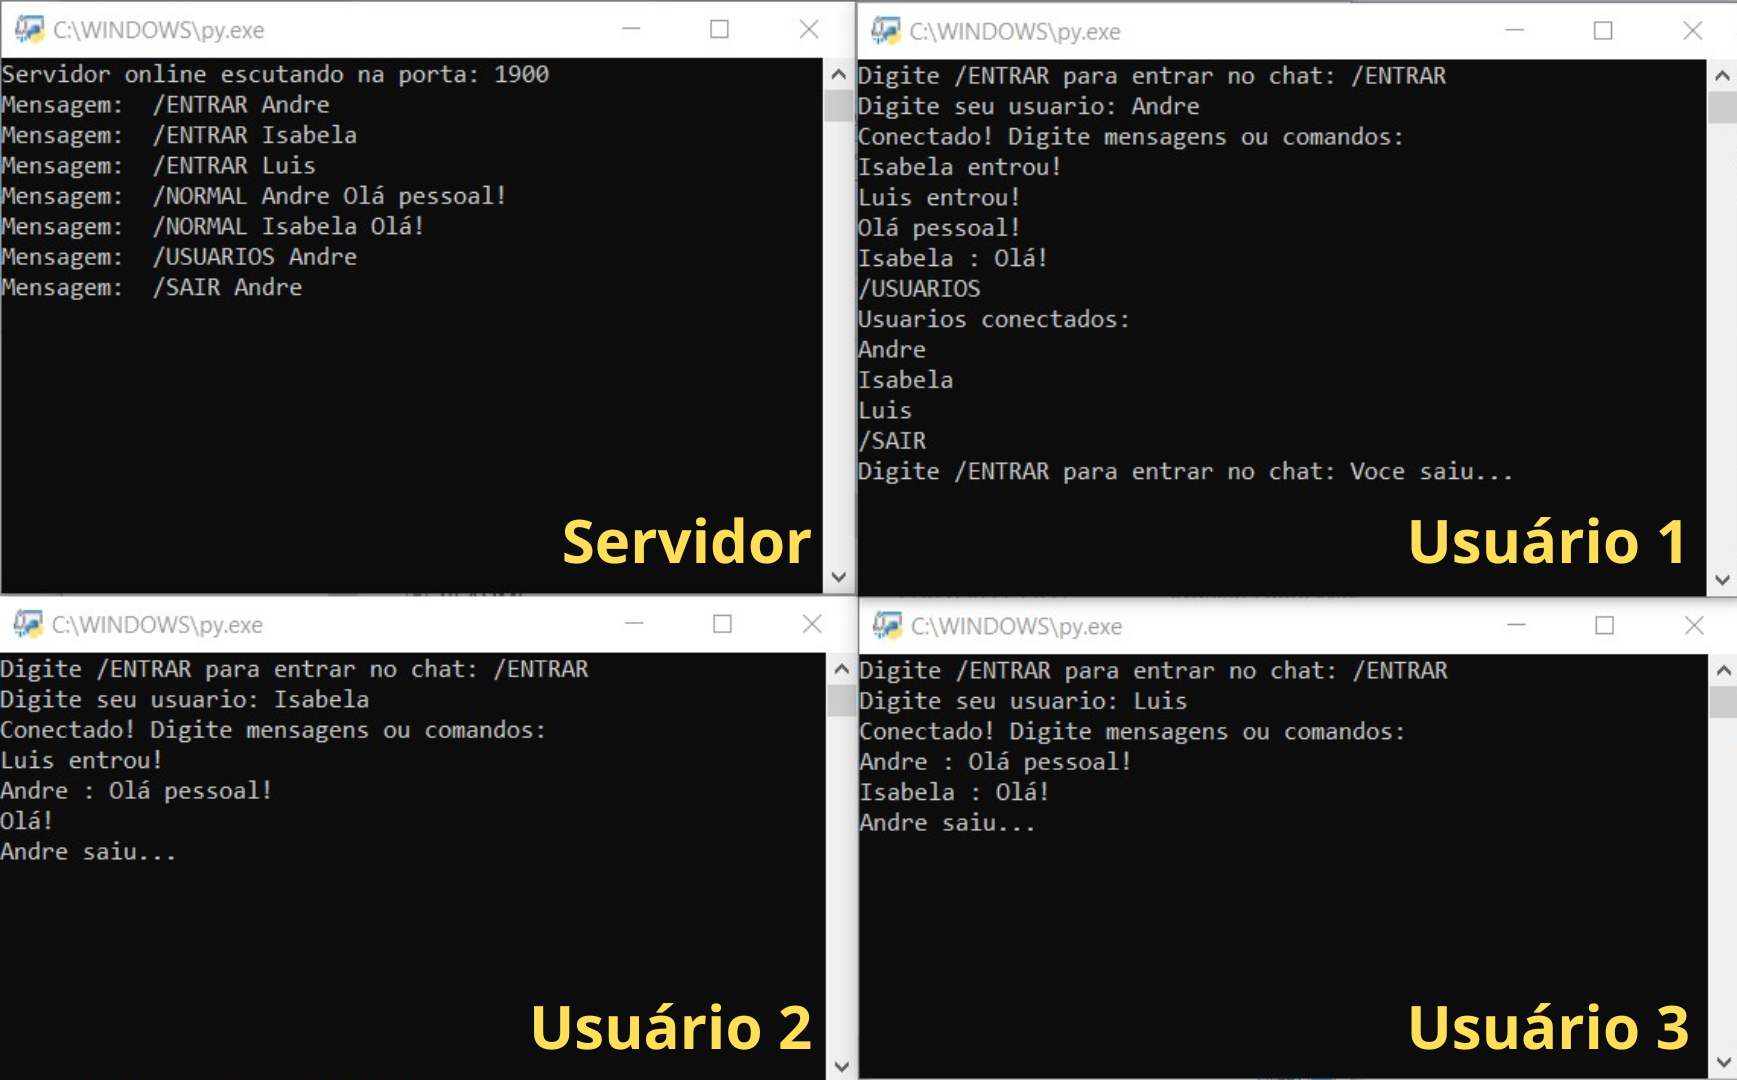 C:\WINDOWS\py.exe
Servidor online escutando na porta: 1900
Mensagem:  /ENTRAR Andre
Mensagem:  /ENTRAR Isabela
Mensagem:  /ENTRAR Luis
Mensagem:  /NORMAL Andre Olá pessoal!
Mensagem:  /NORMAL Isabela Olá!
Mensagem:  /USUARIOS Andre
Mensagem:  /SAIR Andre
Servidor
C:\WINDOWS\py.exe
Digite /ENTRAR para entrar no chat: /ENTRAR
Digite seu usuario: Andre
Conectado! Digite mensagens ou comandos:
Isabela entrou!
Luis entrou!
Olá pessoal!
Isabela : Olá!
/USUARIOS
Usuarios conectados:
Andre
Isabela
Luis
/SAIR
Digite /ENTRAR para entrar no chat: Voce saiu...
Usuário 1
C:\WINDOWS\py.exe
Digite /ENTRAR para entrar no chat: /ENTRAR
Digite seu usuario: Isabela
Conectado! Digite mensagens ou comandos:
Luis entrou!
Andre : Olá pessoal!
Olá!
Andre saiu...
Usuário 2
C:\WINDOWS\py.exe
Digite /ENTRAR para entrar no chat: /ENTRAR
Digite seu usuario: Luis
Conectado! Digite mensagens ou comandos:
Andre : Olá pessoal!
Isabela : Olá!
Andre saiu...
Usuário 3